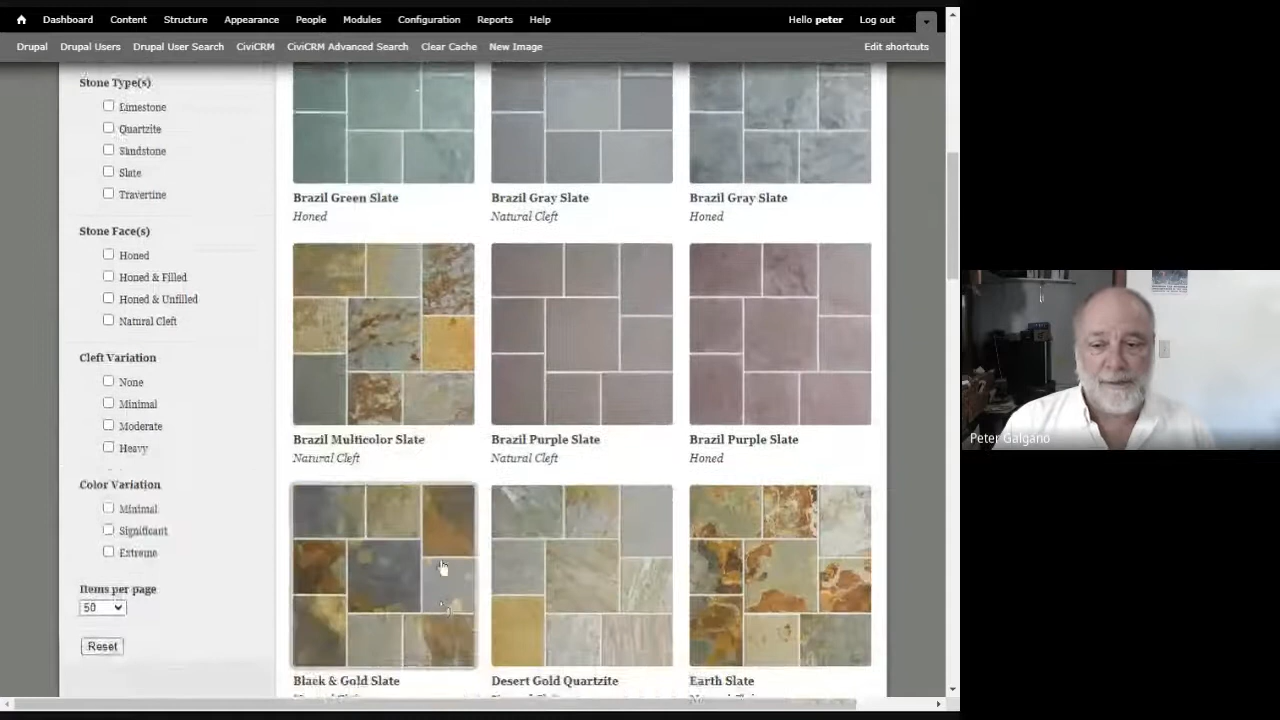 Dashboard Content Structure Appearance People Modules Configuration Reports Help Hello peter Log out
Drupal Drupal Users Drupal User Search CiviCRM CiviCRM Advanced Search Clear Cache New Image Edit shortcuts
Stone Type(s)
Limestone
Quartzite
Sandstone
Slate
Travertine
Stone Face(s)
Honed
Honed & Filled
Honed & Unfilled
Natural Cleft
Cleft Variation
None
Minimal
Moderate
Heavy
Color Variation
Minimal
Significant
Extreme
Items per page
50
Reset
Brazil Green Slate
Honed
Brazil Gray Slate
Natural Cleft
Brazil Gray Slate
Honed
Brazil Multicolor Slate
Natural Cleft
Brazil Purple Slate
Natural Cleft
Brazil Purple Slate
Honed
Black & Gold Slate
Desert Gold Quartzite
Earth Slate
Peter Galgano